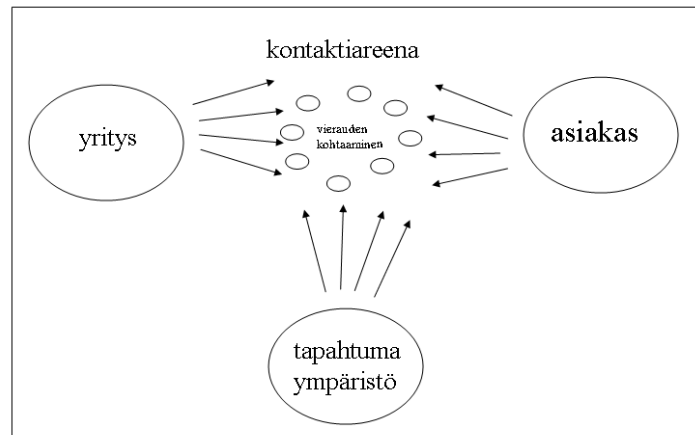 kontaktiareena
yritys
vierauden
kohtaaminen
asiakas
tapahtuma
ympäristö